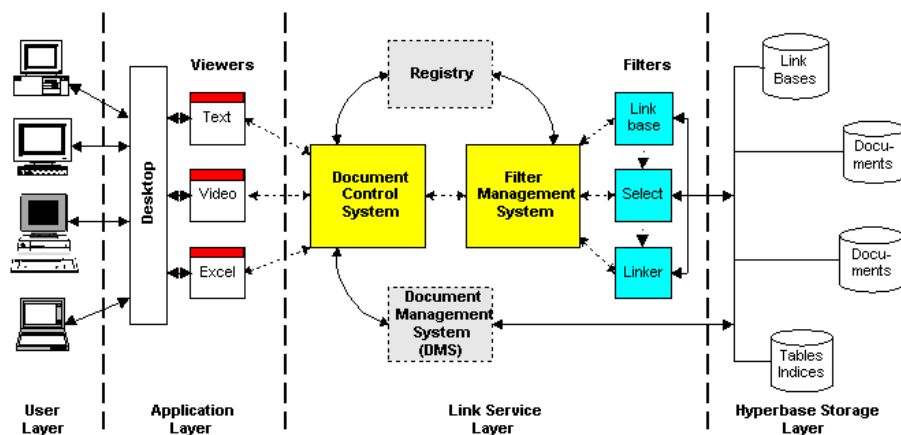 Viewers
Registry
Filters
Link
Bases
Text
Link
base
Desktop
Document
Control
System
Filter
Management
System
Docu-
ments
Video
Select
Excel
Linker
Docu-
ments
Document
Management
System
(DMS)
Tables
Indices
User
Layer
Application
Layer
Link Service
Layer
Hyperbase Storage
Layer